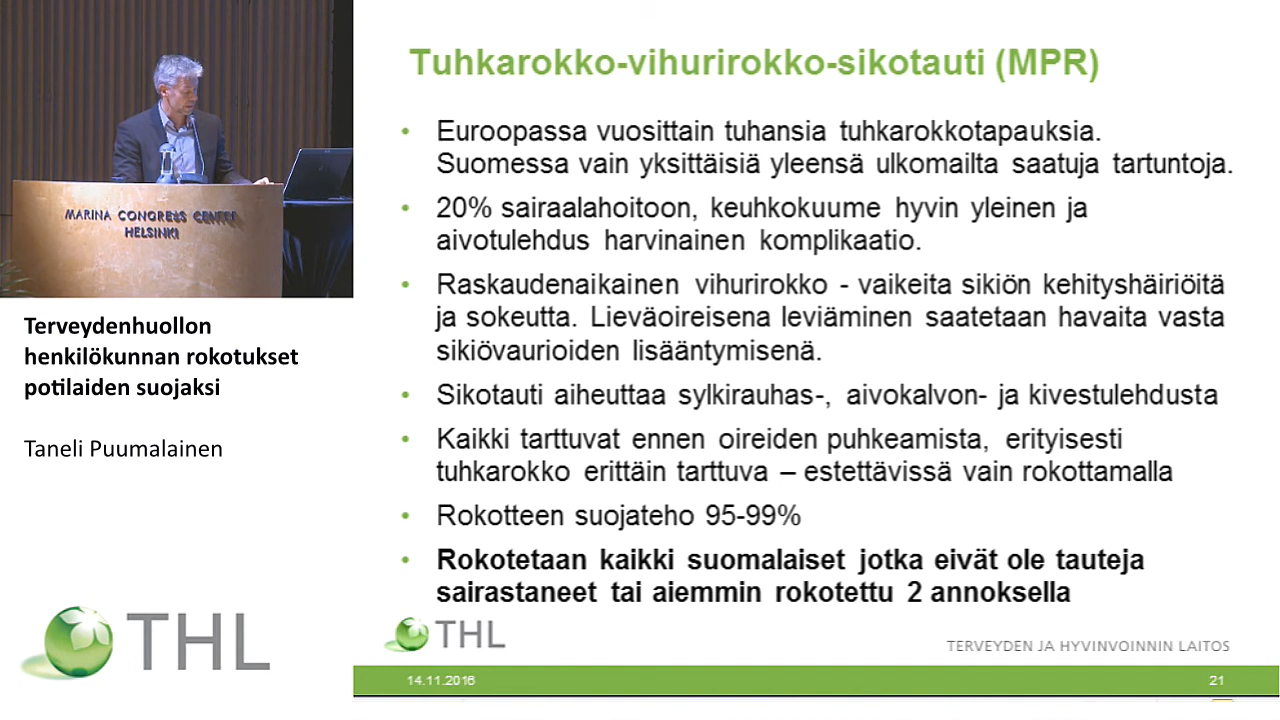 MARINA CONGRESS CENTER
HELSINKI
Terveydenhuollon
henkilökunnan rokotukset
potilaiden suojaksi
Taneli Puumalainen
THL
Tuhkarokko-vihurirokko-sikotauti (MPR)
• Euroopassa vuosittain tuhansia tuhkarokkotapauksia.
Suomessa vain yksittäisiä yleensä ulkomailta saatuja tartuntoja.
• 20% sairaalahoitoon, keuhkokuume hyvin yleinen ja
aivotulehdus harvinainen komplikaatio.
• Raskaudenaikainen vihurirokko - vaikeita sikiön kehityshäiriöitä
ja sokeutta. Lieväoireisena leviäminen saatetaan havaita vasta
sikiövaurioiden lisääntymisenä.
• Sikotauti aiheuttaa sylkirauhas-, aivokalvon- ja kivestulehdusta
• Kaikki tarttuvat ennen oireiden puhkeamista, erityisesti
tuhkarokko erittäin tarttuva – estettävissä vain rokottamalla
• Rokotteen suojateho 95-99%
• Rokotetaan kaikki suomalaiset jotka eivät ole tauteja
sairastaneet tai aiemmin rokotettu 2 annoksella
THL
TERVEYDEN JA HYVINVOINNIN LAITOS
14.11.2016
21